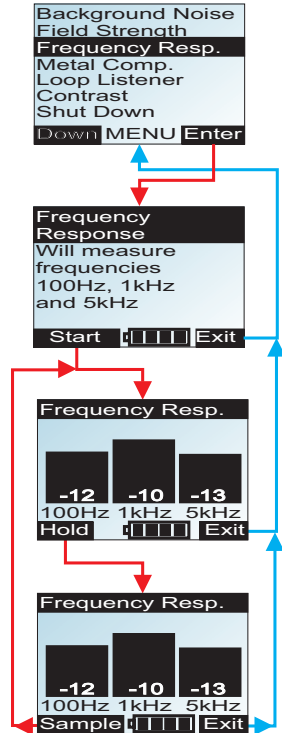 Background Noise
Field Strength
Frequency Resp.
Metal Comp.
Loop Listener
Contrast
Shut Down
Down MENU Enter
Frequency
Response
Will measure
frequencies
100Hz, 1kHz
and 5kHz
Start Exit
Frequency Resp.
-12 -10 -13
100Hz 1kHz 5kHz
Hold Exit
Frequency Resp.
-12 -10 -13
100Hz 1kHz 5kHz
Sample Exit